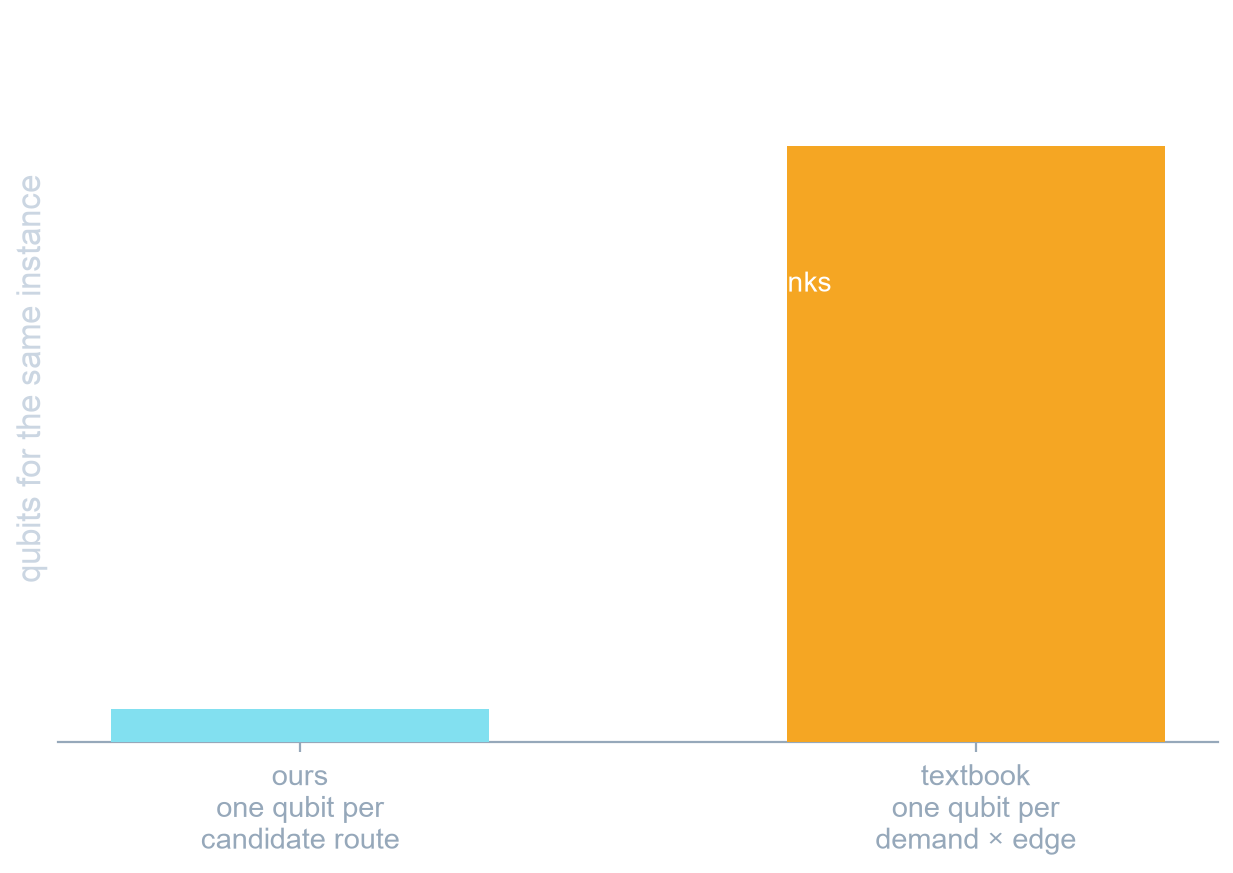 qubits for the same instance
nks
ours
one qubit per
candidate route
textbook
one qubit per
demand × edge